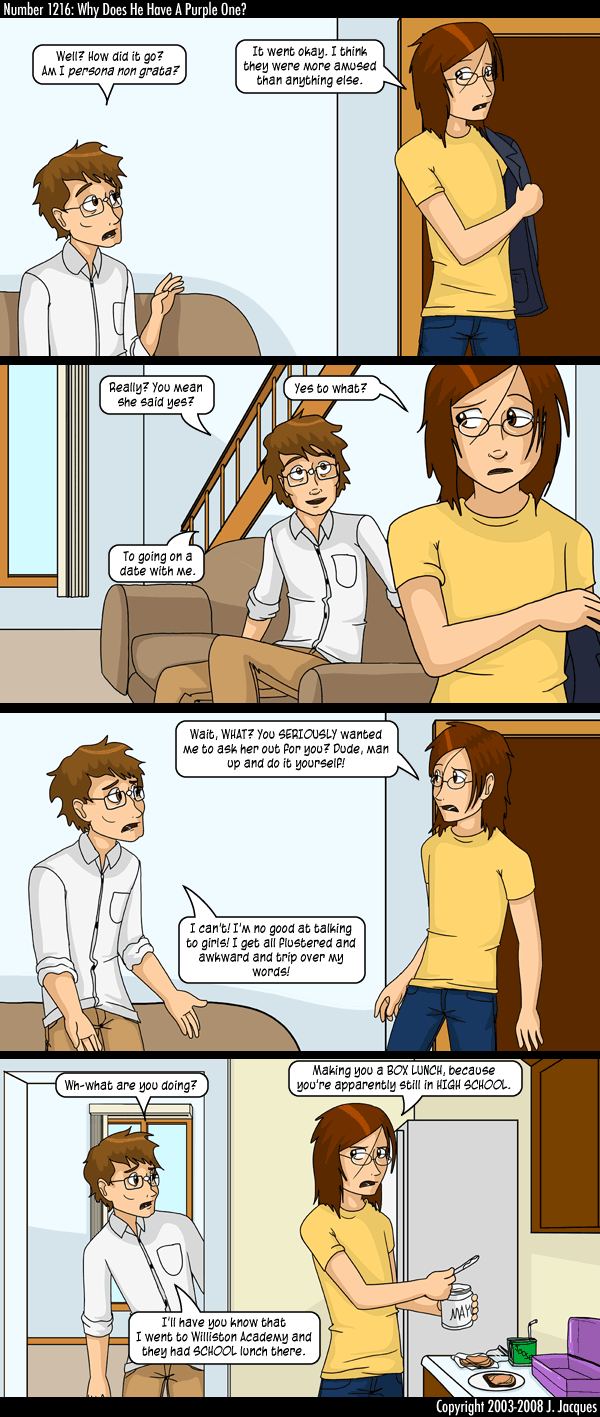 Number 1216: Why Does He Have A Purple One?
Well? How did it go?
Am I persona non grata?
It went okay. I think
they were more amused
than anything else.
Really? You mean
she said yes?
Yes to what?
To going on a
date with me.
Wait, WHAT? You SERIOUSLY wanted
me to ask her out for you? Dude, man
up and do it yourself!
I can't! I'm no good at talking
to girls! I get all flustered and
awkward and trip over my
words!
Wh-what are you doing?
Making you a BOX LUNCH, because
you're apparently still in HIGH SCHOOL.
MAY
I'll have you know that
I went to Williston Academy and
they had SCHOOL lunch there.
Copyright 2003-2008 J. Jacques